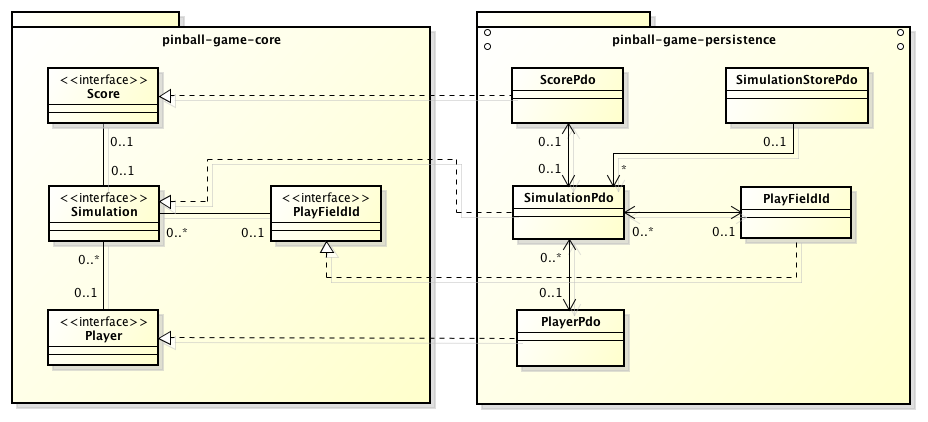 pinball-game-core
<<interface>>
Score
0..1
0..1
<<interface>>
Simulation
0..*
0..1
<<interface>>
PlayFieldId
0..*
0..1
<<interface>>
Player
pinball-game-persistence
ScorePdo
SimulationStorePdo
0..1
0..1
0..1
*
SimulationPdo
PlayFieldId
0..*
0..1
0..*
0..1
PlayerPdo